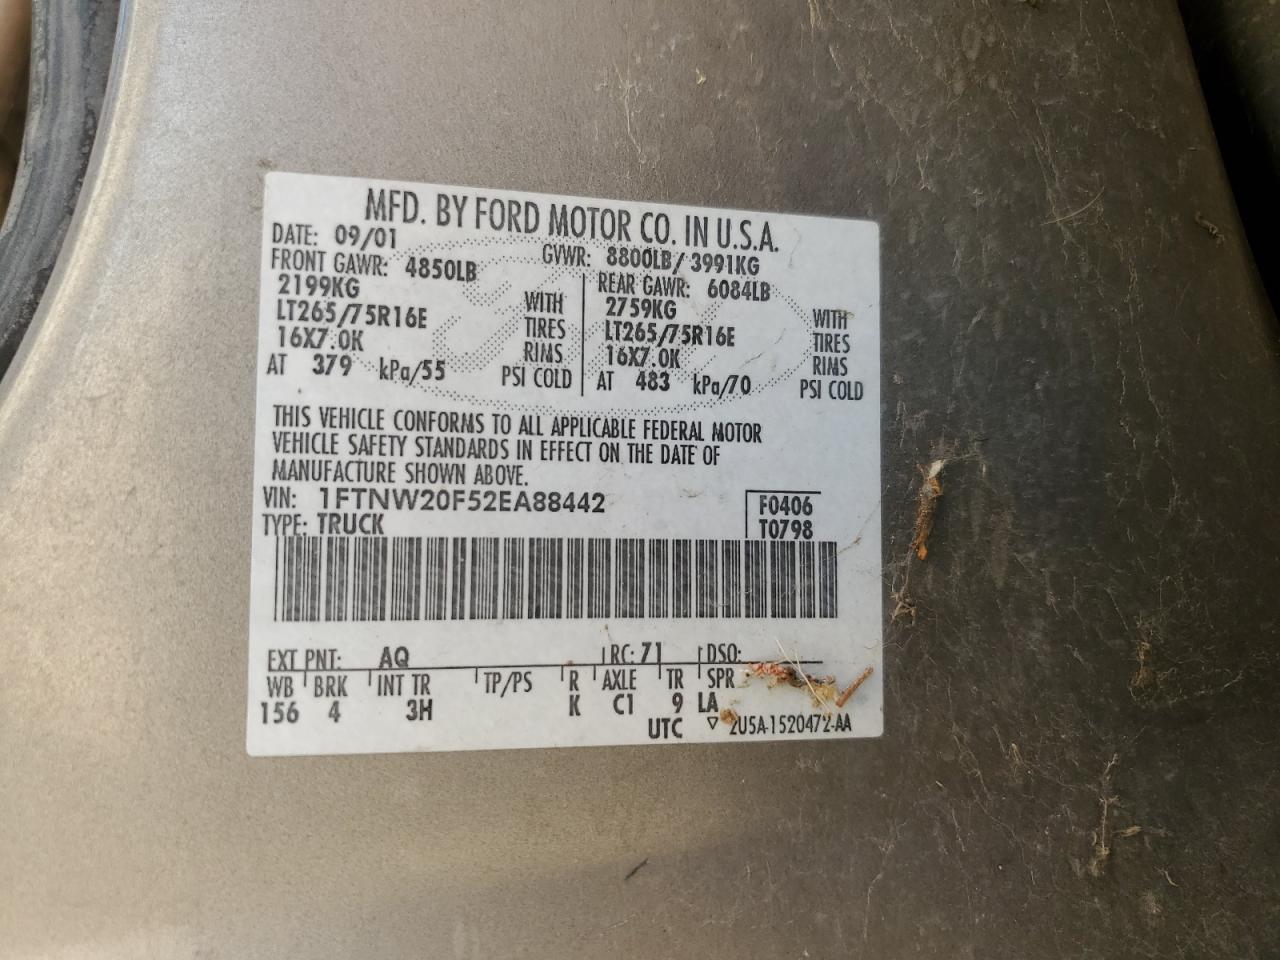 MFD. BY FORD MOTOR CO. IN U.S.A.
DATE: 09/01 GVWR: 8800LB/3991KG
FRONT GAWR: 4850LB REAR GAWR: 6084LB
2199KG WITH 2759KG WITH
LT265/75R16E TIRES LT265/75R16E TIRES
16X7.0K RIMS 16X7.0K RIMS
AT 379 kPa/55 PSI COLD AT 483 kPa/70 PSI COLD
THIS VEHICLE CONFORMS TO ALL APPLICABLE FEDERAL MOTOR
VEHICLE SAFETY STANDARDS IN EFFECT ON THE DATE OF
MANUFACTURE SHOWN ABOVE.
VIN: 1FTNW20F52EA88442 F0406
TYPE: TRUCK T0798
EXT PNT: AQ RC: 71 DSO:
WB BRK INT TR TP/PS R AXLE TR SPR
156 4 3H K C1 9 LA
UTC ▽ 2U5A-1520472-AA